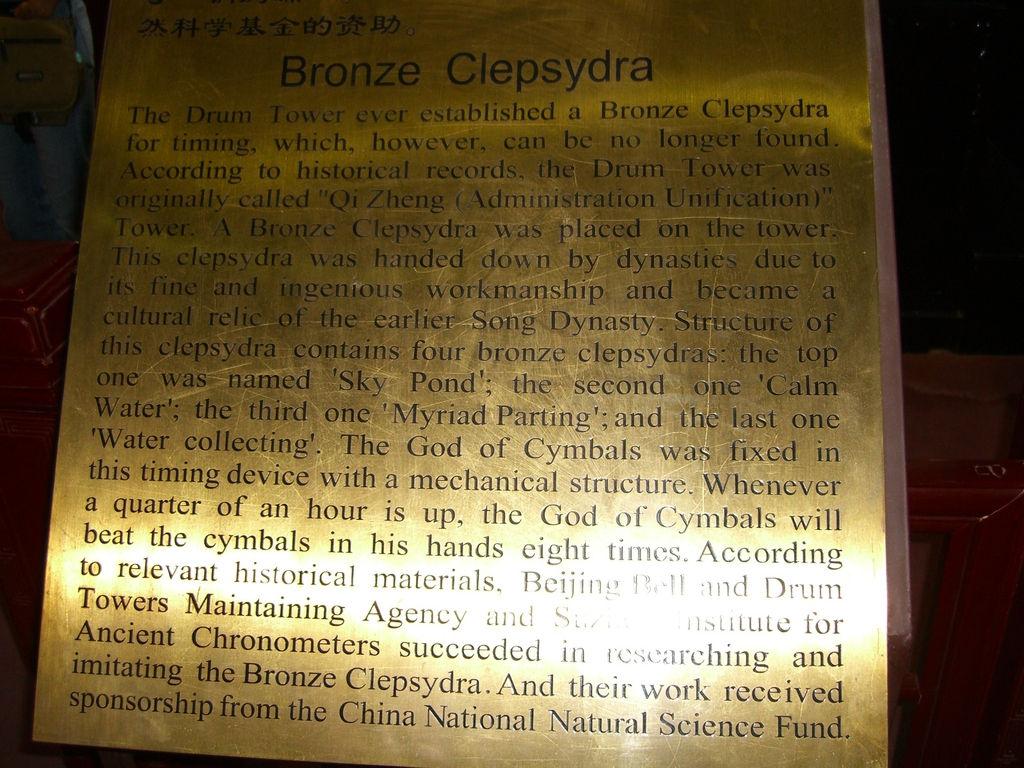 然科学基金的资助。
Bronze Clepsydra
The Drum Tower ever established a Bronze Clepsydra
for timing, which, however, can be no longer found.
According to historical records, the Drum Tower was
originally called "Qi Zheng (Administration Unification)"
Tower. A Bronze Clepsydra was placed on the tower.
This clepsydra was handed down by dynasties due to
its fine and ingenious workmanship and became a
cultural relic of the earlier Song Dynasty. Structure of
this clepsydra contains four bronze clepsydras: the top
one was named 'Sky Pond'; the second one 'Calm
Water'; the third one 'Myriad Parting'; and the last one
'Water collecting'. The God of Cymbals was fixed in
this timing device with a mechanical structure. Whenever
a quarter of an hour is up, the God of Cymbals will
beat the cymbals in his hands eight times. According
to relevant historical materials, Beijing Bell and Drum
Towers Maintaining Agency and Institute for
Ancient Chronometers succeeded in researching and
imitating the Bronze Clepsydra. And their work received
sponsorship from the China National Natural Science Fund.